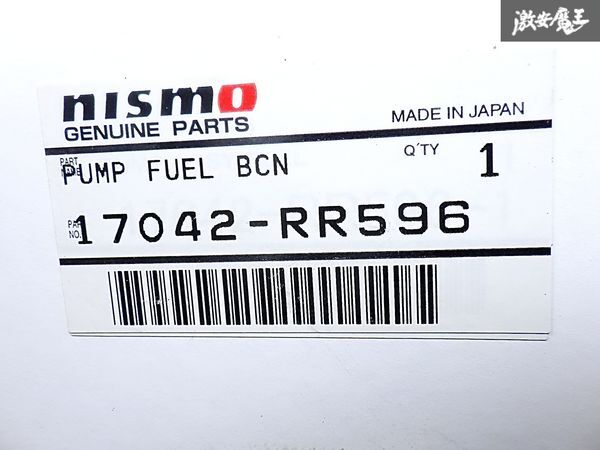 激安魔王
nismo
GENUINE PARTS
MADE IN JAPAN
PART NAME
PUMP FUEL BCN
Q'TY
1
PART NO.
17042-RR596